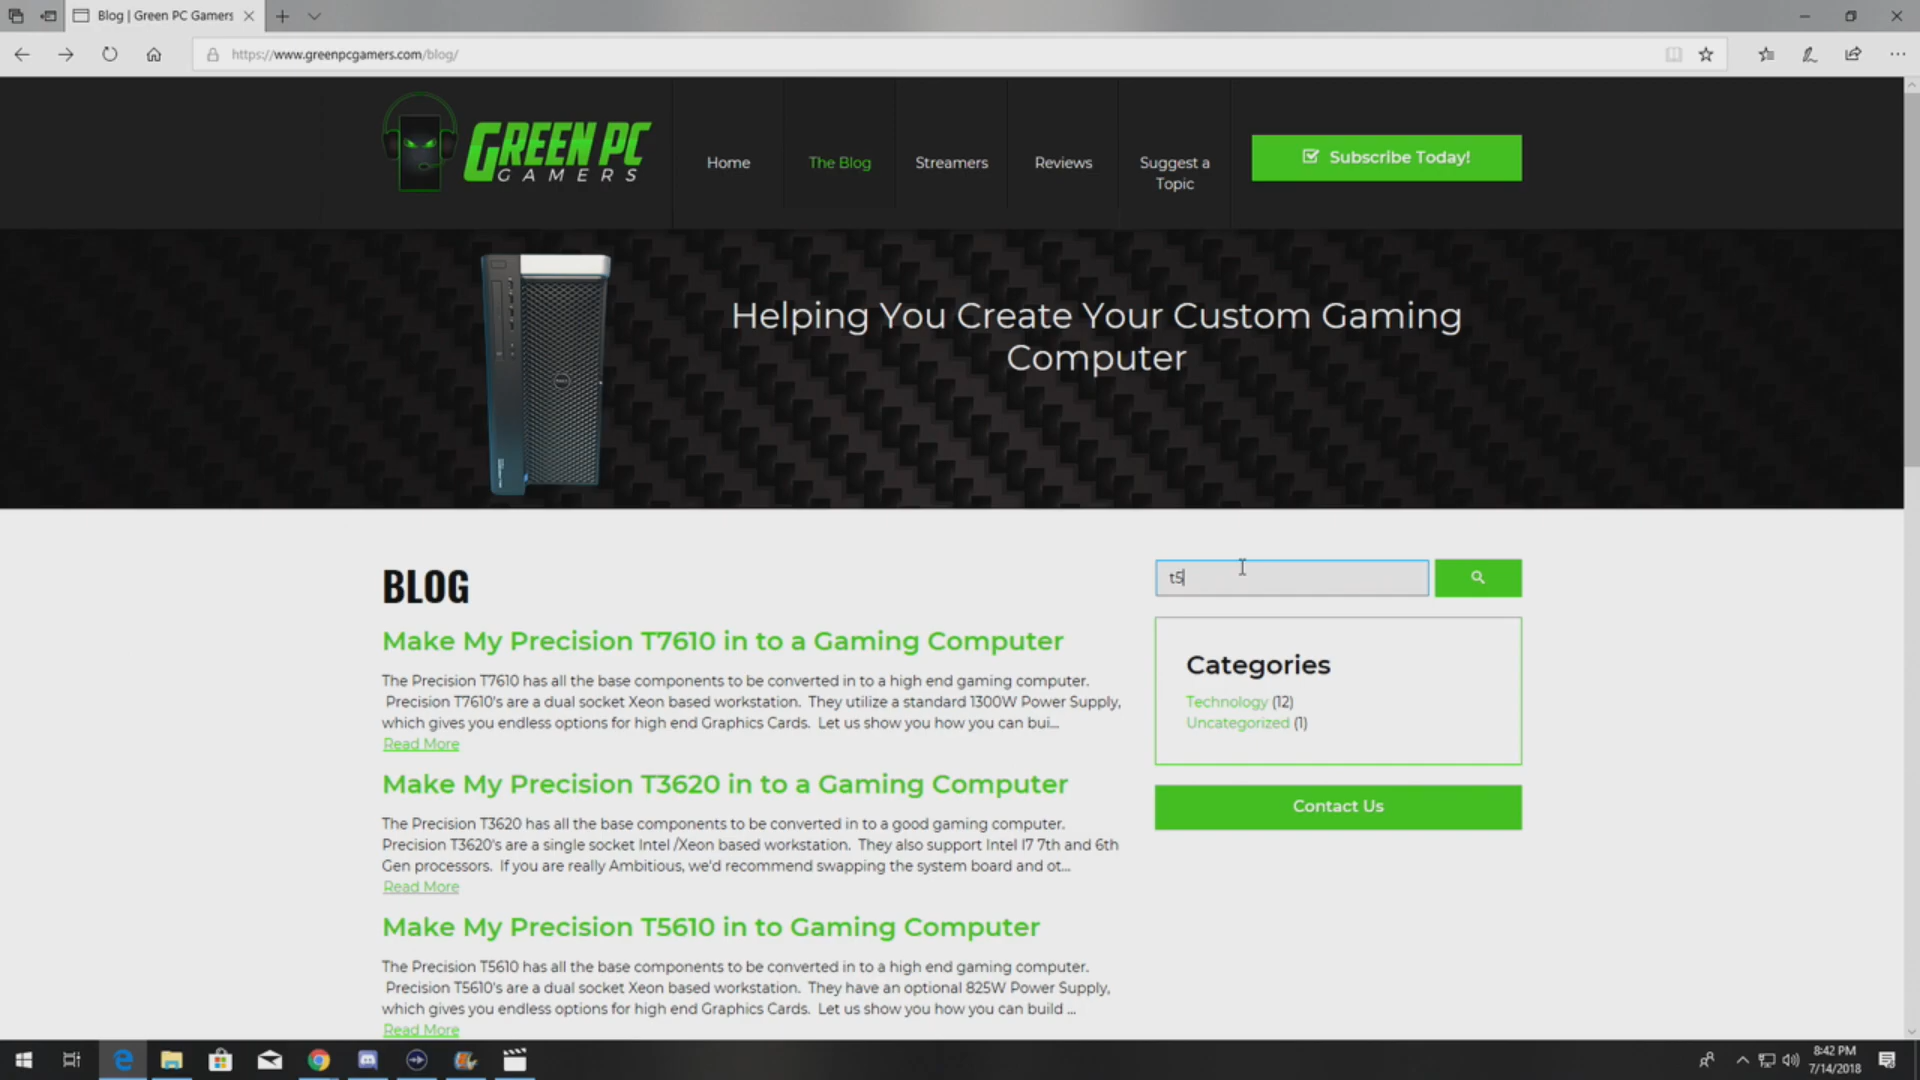 Blog | Green PC Gamers
https://www.greenpcgamers.com/blog/
GREEN PC
GAMERS
Home
The Blog
Streamers
Reviews
Suggest a
Topic
Subscribe Today!
Helping You Create Your Custom Gaming
Computer
BLOG
t5
Make My Precision T7610 in to a Gaming Computer
The Precision T7610 has all the base components to be converted in to a high end gaming computer.
Precision T7610's are a dual socket Xeon based workstation. They utilize a standard 1300W Power Supply,
which gives you endless options for high end Graphics Cards. Let us show you how you can bui...
Read More
Make My Precision T3620 in to a Gaming Computer
The Precision T3620 has all the base components to be converted in to a good gaming computer.
Precision T3620's are a single socket Intel /Xeon based workstation. They also support Intel I7 7th and 6th
Gen processors. If you are really Ambitious, we'd recommend swapping the system board and ot...
Read More
Make My Precision T5610 in to Gaming Computer
The Precision T5610 has all the base components to be converted in to a high end gaming computer.
Precision T5610's are a dual socket Xeon based workstation. They have an optional 825W Power Supply,
which gives you endless options for high end Graphics Cards. Let us show you how you can build ...
Read More
Categories
Technology (12)
Uncategorized (1)
Contact Us
8:42 PM
7/14/2018